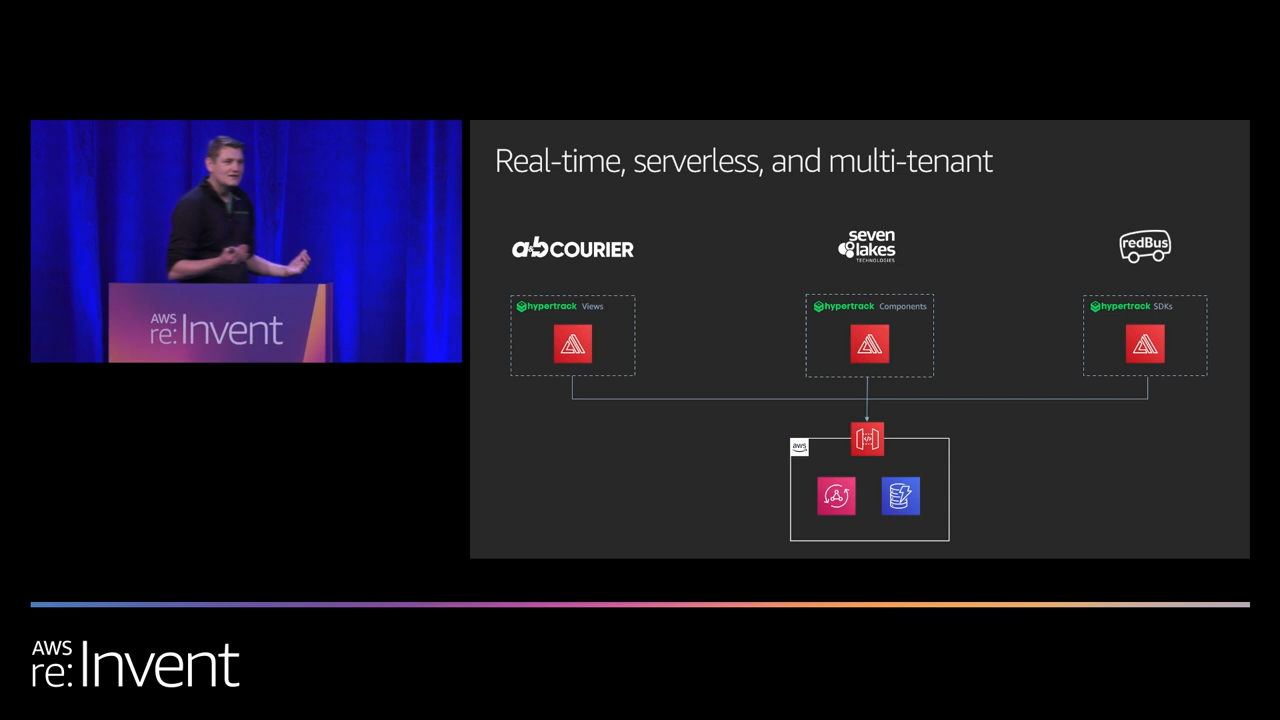 AWS
re:Invent
Real-time, serverless, and multi-tenant
a&b COURIER
seven
lakes
TECHNOLOGIES
redBus
hypertrack Views
hypertrack Components
hypertrack SDKs
aws
AWS
re:Invent